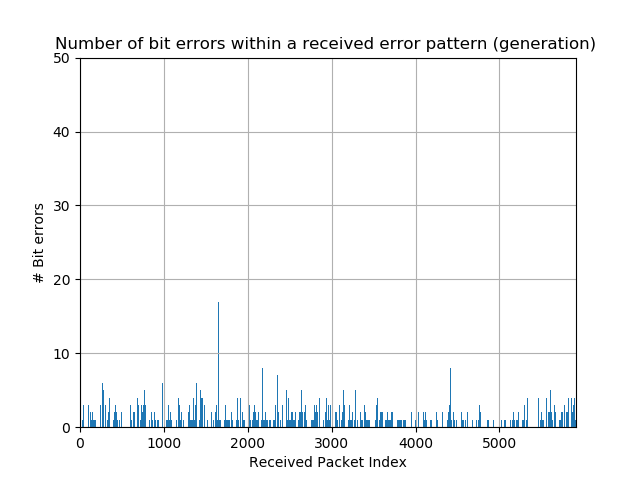 Number of bit errors within a received error pattern (generation)
50
40
30
20
10
0
# Bit errors
0 1000 2000 3000 4000 5000
Received Packet Index